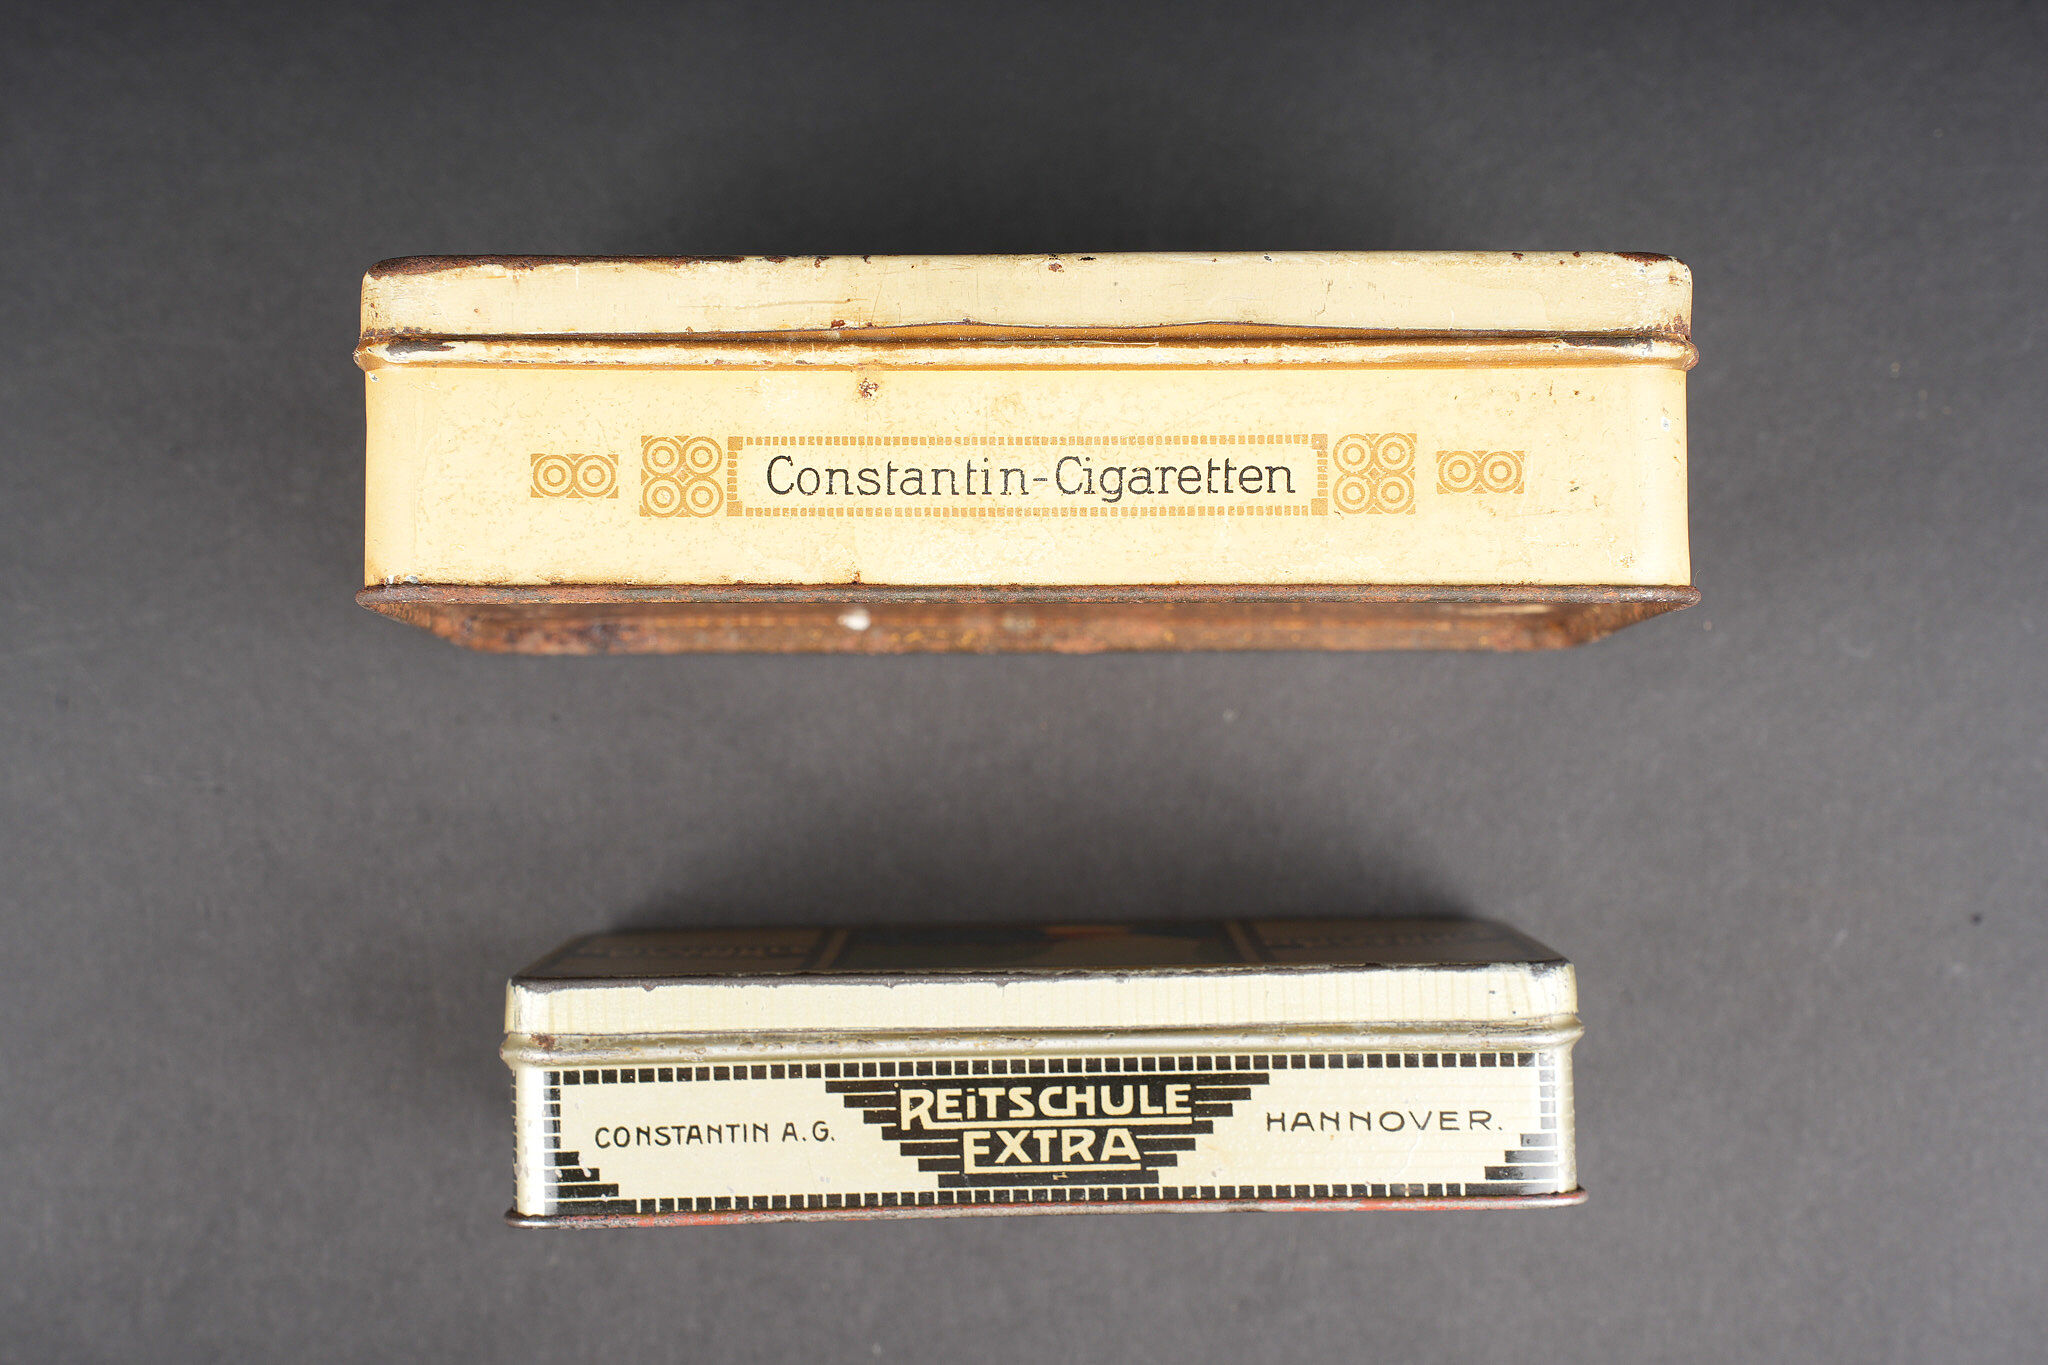 Constantin-Cigaretten
CONSTANTIN A.G.
REITSCHULE
EXTRA
HANNOVER.